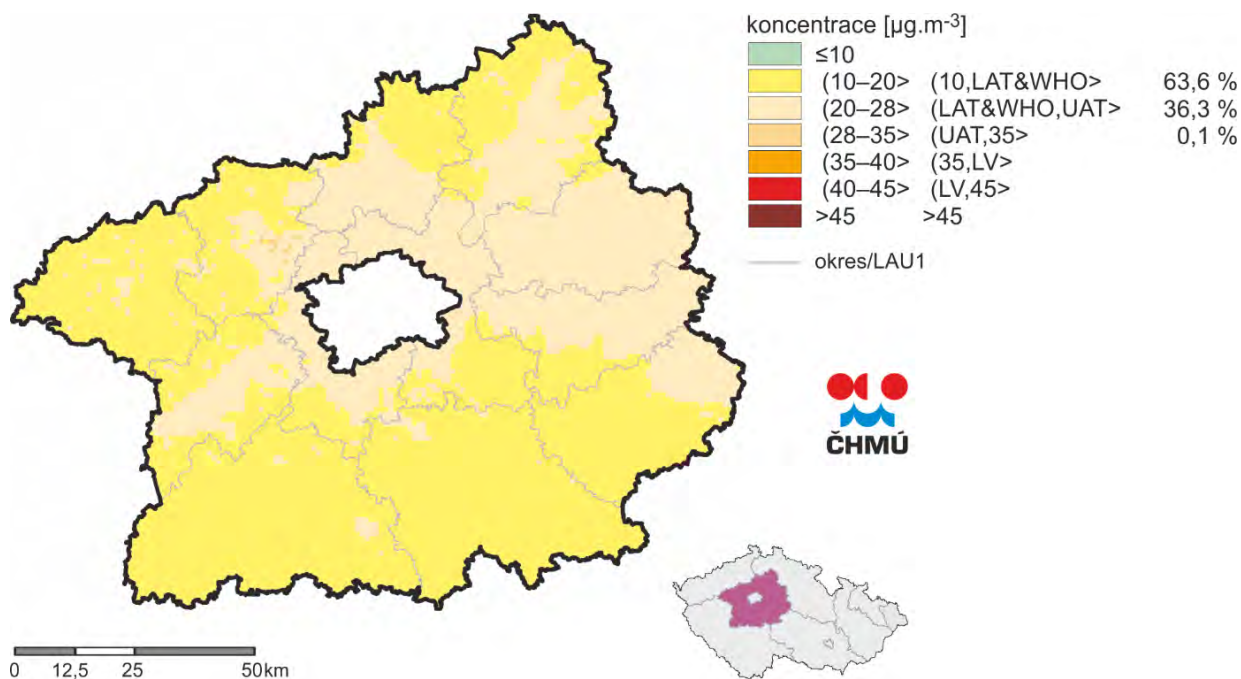 koncentrace [µg.m-3]
≤10
(10–20> (10,LAT&WHO> 63,6 %
(20–28> (LAT&WHO,UAT> 36,3 %
(28–35> (UAT,35> 0,1 %
(35–40> (35,LV>
(40–45> (LV,45>
>45 >45
okres/LAU1
ČHMÚ
0 12,5 25 50 km